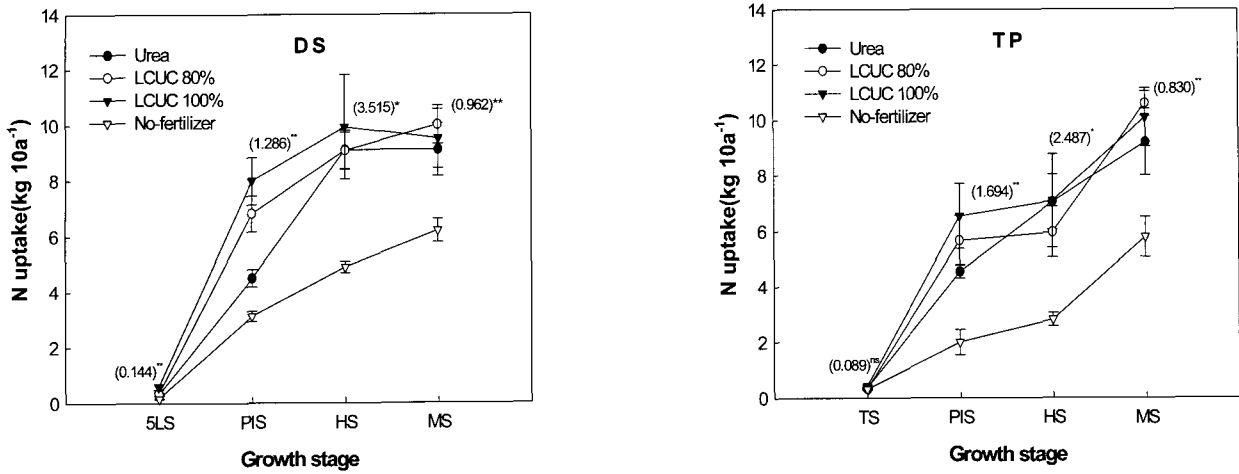 14
12
10
8
6
4
2
0
N uptake(kg 10a⁻¹)
DS
Urea
LCUC 80%
LCUC 100%
No-fertilizer
(0.144)**
(1.286)**
(3.515)*
(0.962)**
5LS PIS HS MS
Growth stage
14
12
10
8
6
4
2
0
N uptake(kg 10a⁻¹)
TP
Urea
LCUC 80%
LCUC 100%
No-fertilizer
(0.089)ns
(1.694)**
(2.487)*
(0.830)**
TS PIS HS MS
Growth stage